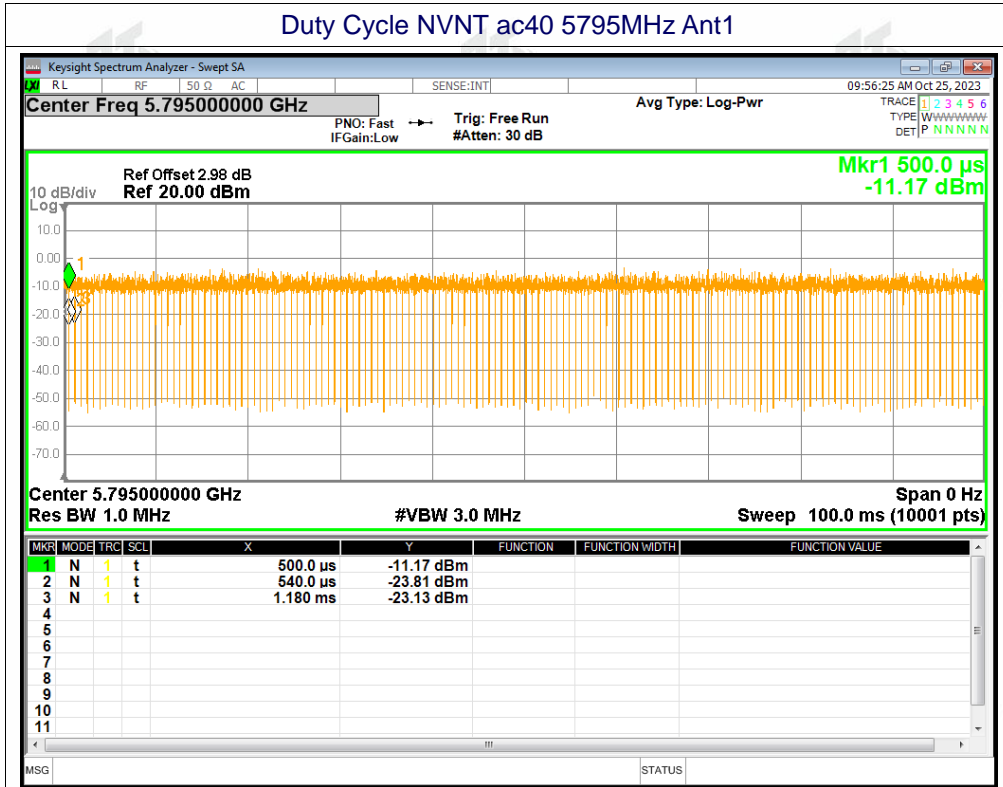 Duty Cycle NVNT ac40 5795MHz Ant1
Keysight Spectrum Analyzer - Swept SA
LXI RL RF 50 Ω AC SENSE:INT 09:56:25 AM Oct 25, 2023
Center Freq 5.795000000 GHz Avg Type: Log-Pwr TRACE 1 2 3 4 5 6
PNO: Fast Trig: Free Run TYPE WWWWWWW
IFGain:Low #Atten: 30 dB DET P N N N N N
Mkr1 500.0 µs
-11.17 dBm
Ref Offset 2.98 dB
10 dB/div Ref 20.00 dBm
Log
10.0
0.00
1
-10.0
3
-20.0
-30.0
-40.0
-50.0
-60.0
-70.0
Center 5.795000000 GHz Span 0 Hz
Res BW 1.0 MHz #VBW 3.0 MHz Sweep 100.0 ms (10001 pts)
MKR MODE TRC SCL X Y FUNCTION FUNCTION WIDTH FUNCTION VALUE
1 N 1 t 500.0 µs -11.17 dBm
2 N 1 t 540.0 µs -23.81 dBm
3 N 1 t 1.180 ms -23.13 dBm
4
5
6
7
8
9
10
11
MSG STATUS